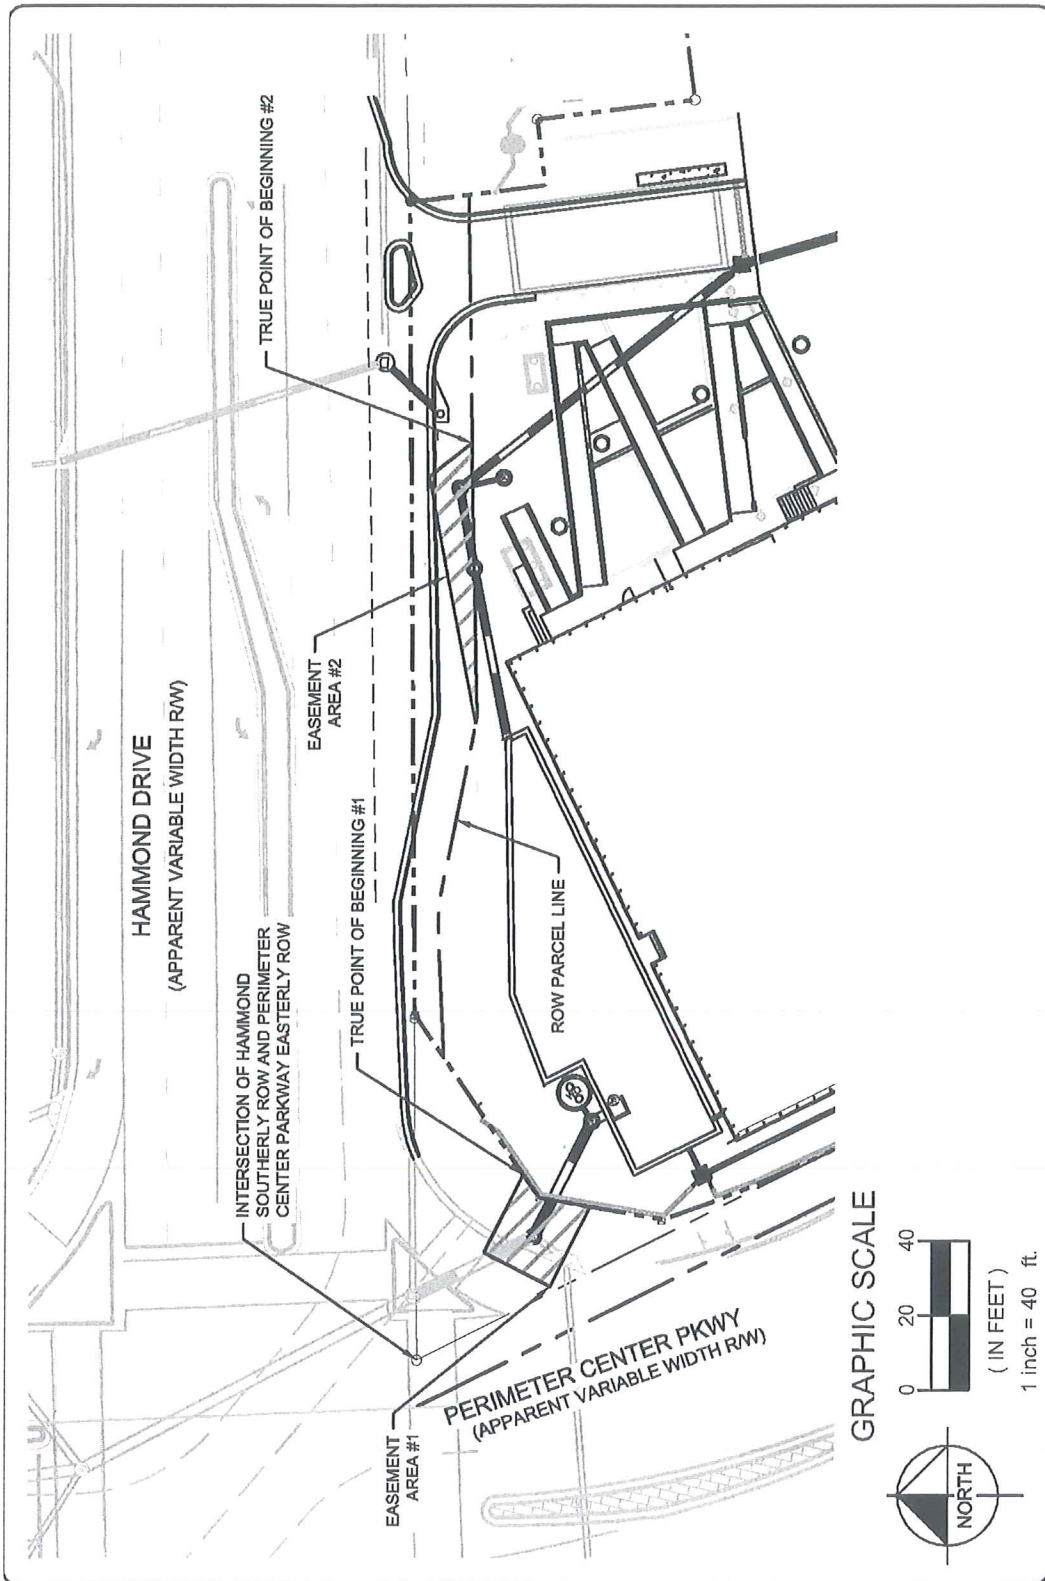 HAMMOND DRIVE
(APPARENT VARIABLE WIDTH R/W)
INTERSECTION OF HAMMOND
SOUTHERLY ROW AND PERIMETER
CENTER PARKWAY EASTERLY ROW
TRUE POINT OF BEGINNING #1
EASEMENT
AREA #2
TRUE POINT OF BEGINNING #2
ROW PARCEL LINE
EASEMENT
AREA #1
PERIMETER CENTER PKWY
(APPARENT VARIABLE WIDTH R/W)
NORTH
GRAPHIC SCALE
0 20 40
( IN FEET )
1 inch = 40 ft.